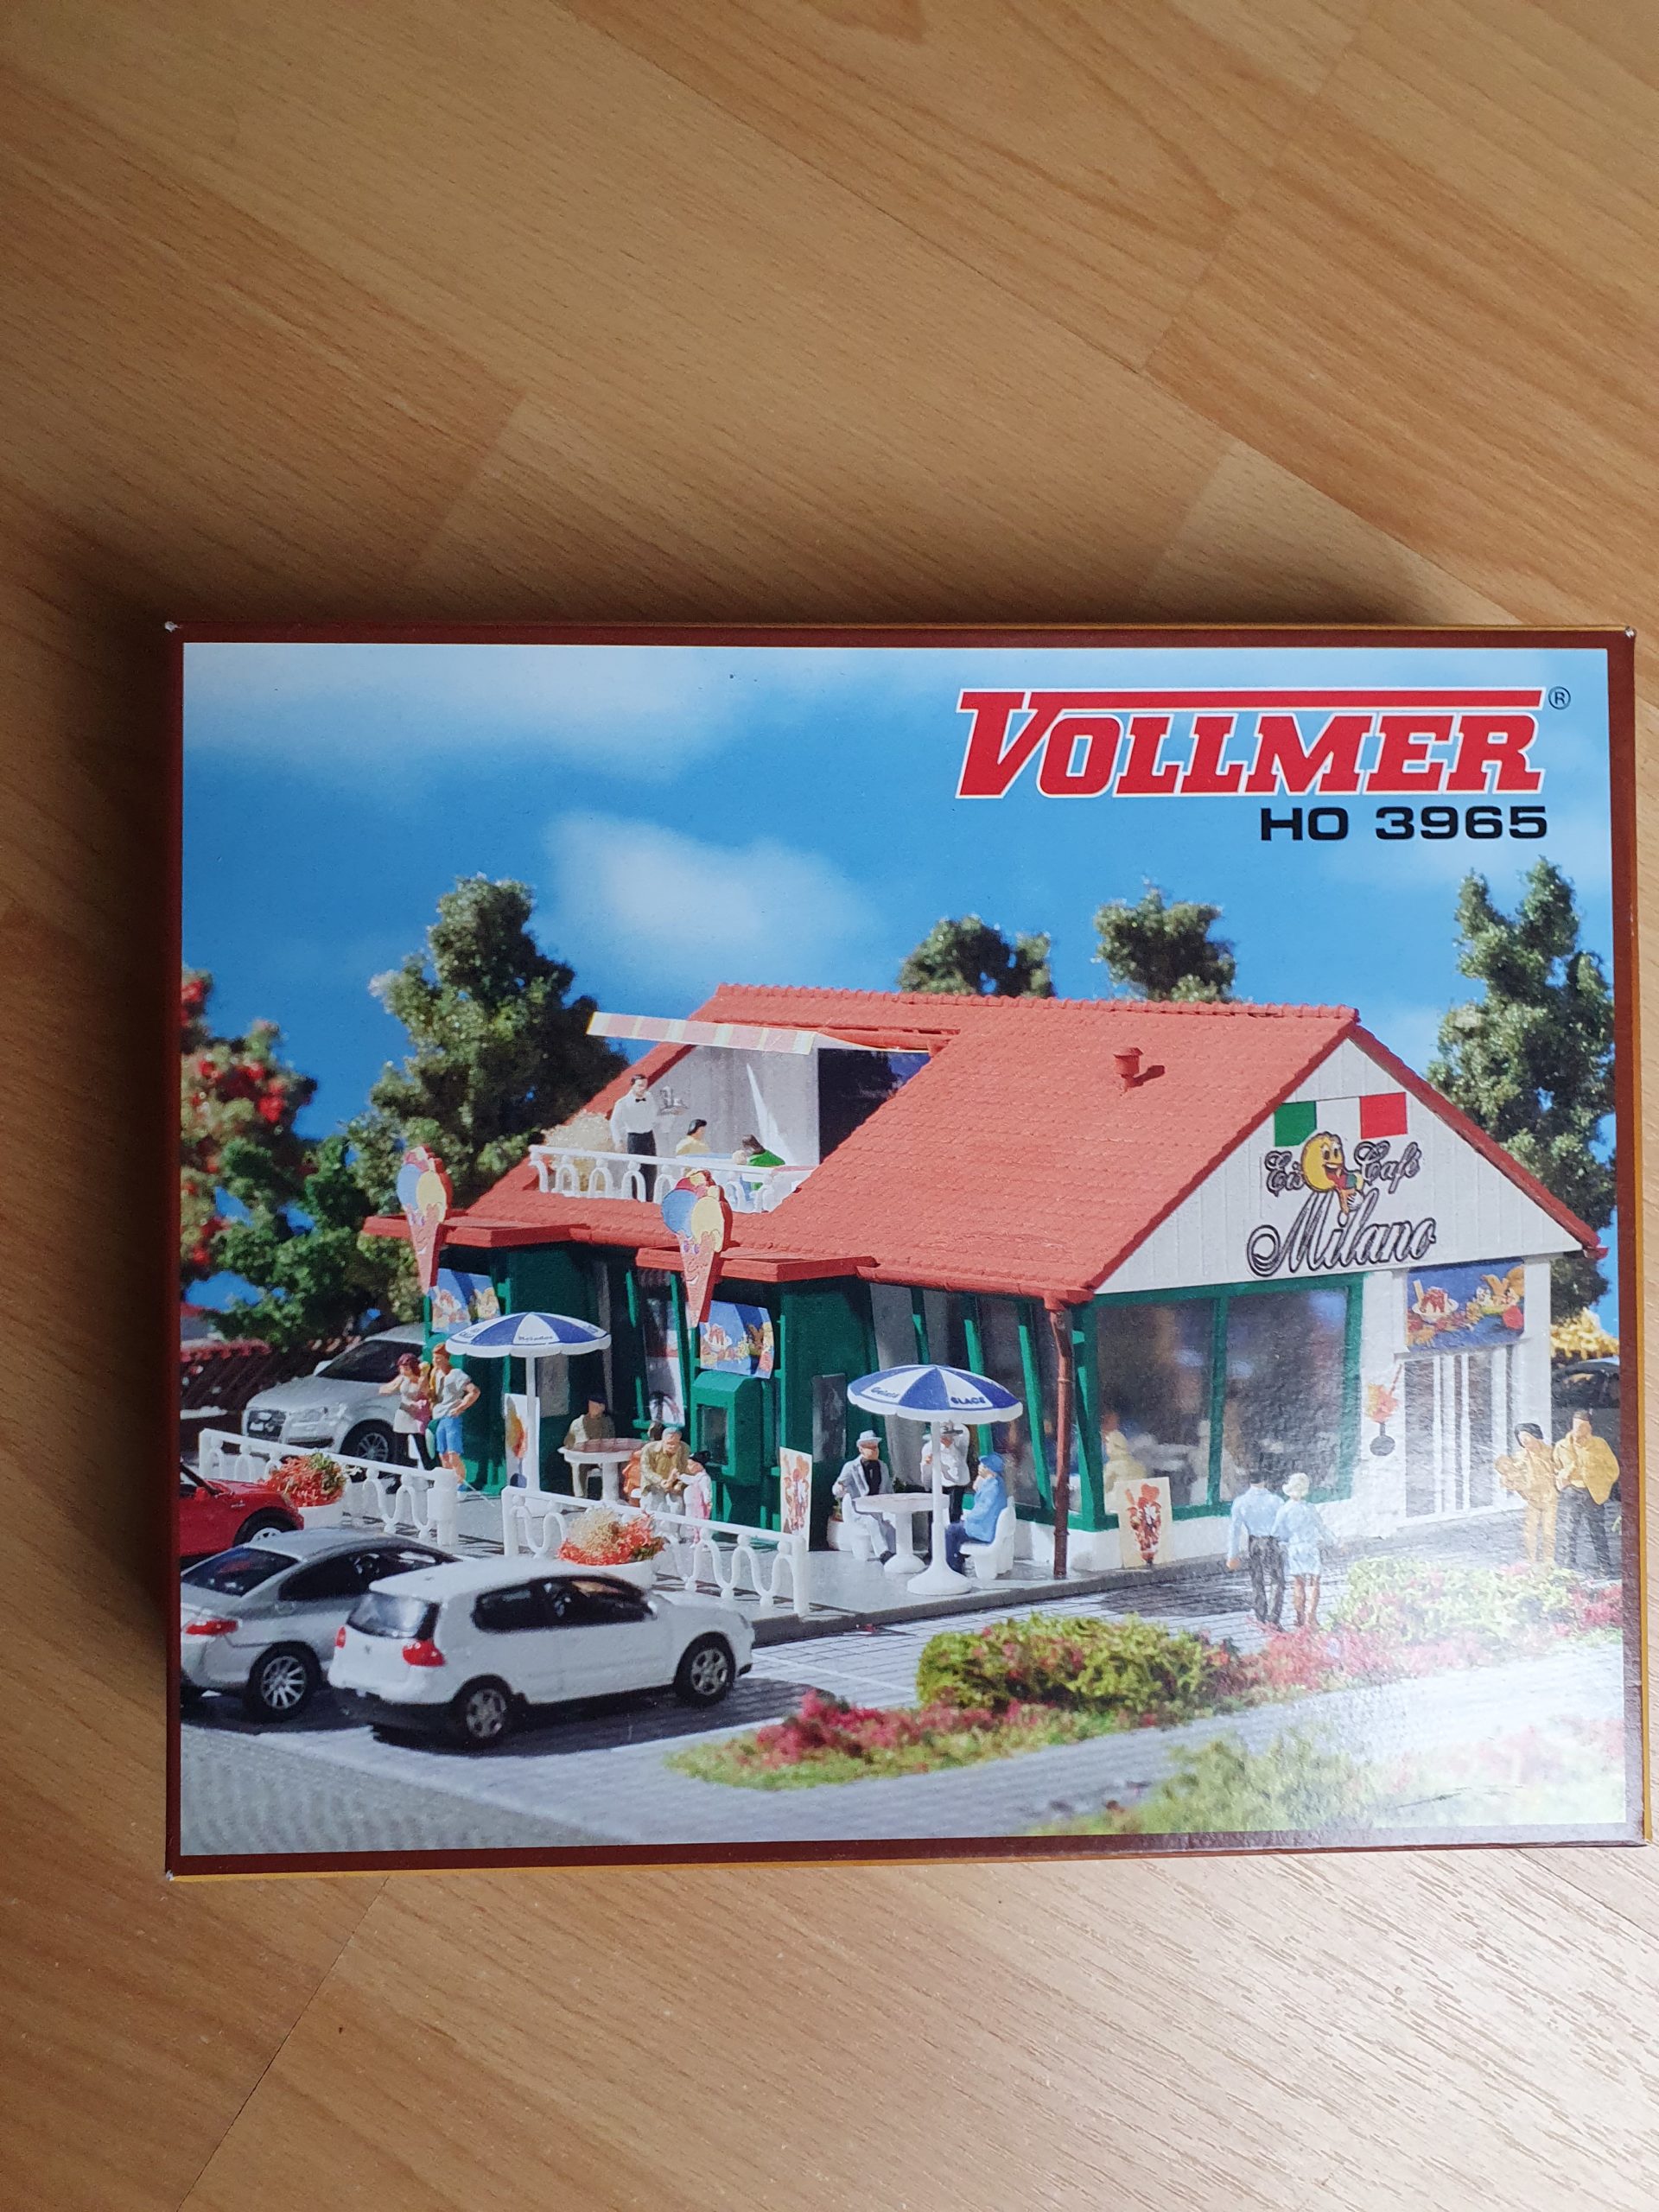 VOLLMER®
HO 3965
Eis Café
Milano
GLACE